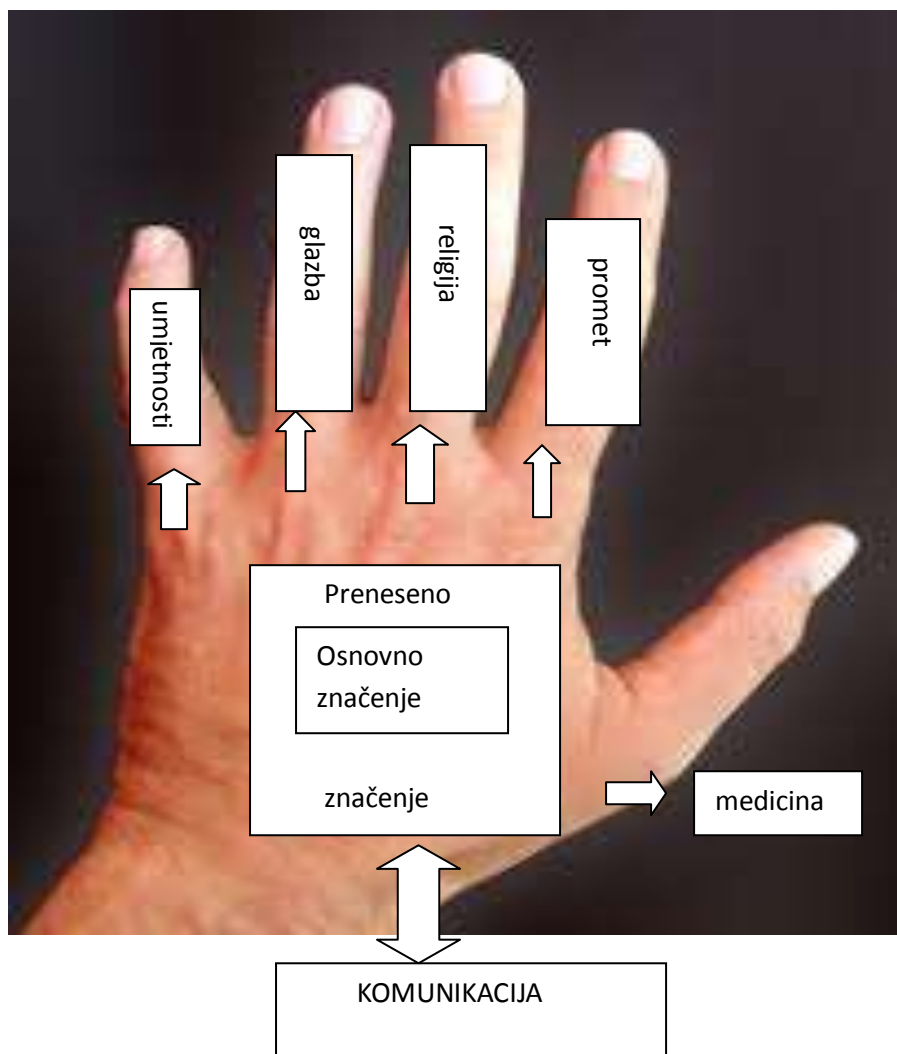 umjetnosti
glazba
religija
promet
Preneseno
Osnovno
značenje
značenje
medicina
KOMUNIKACIJA